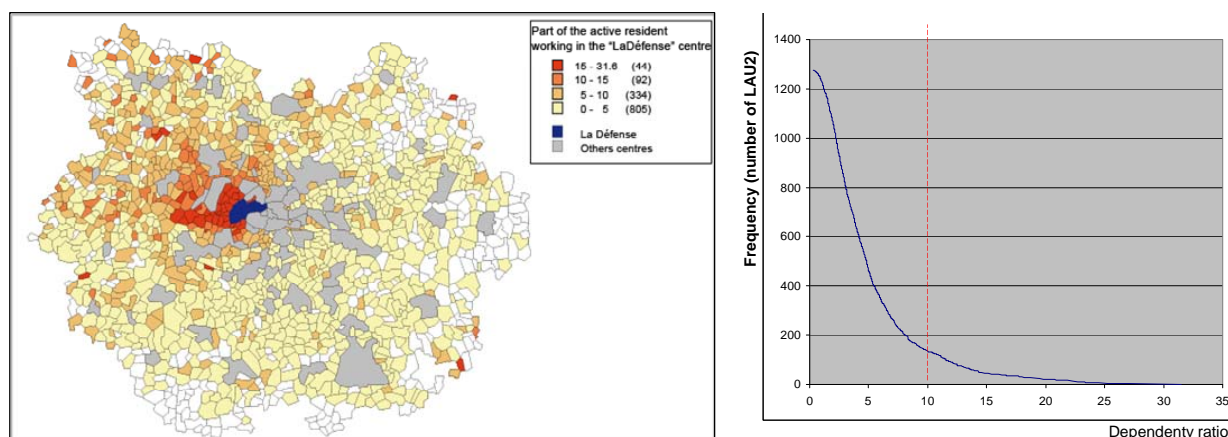 Part of the active resident
working in the "LaDéfense" centre
15 - 31.6 (44)
10 - 15 (92)
5 - 10 (334)
0 - 5 (805)
La Défense
Others centres
Frequency (number of LAU2)
1400
1200
1000
800
600
400
200
0
0 5 10 15 20 25 30 35
Dependenty ratio